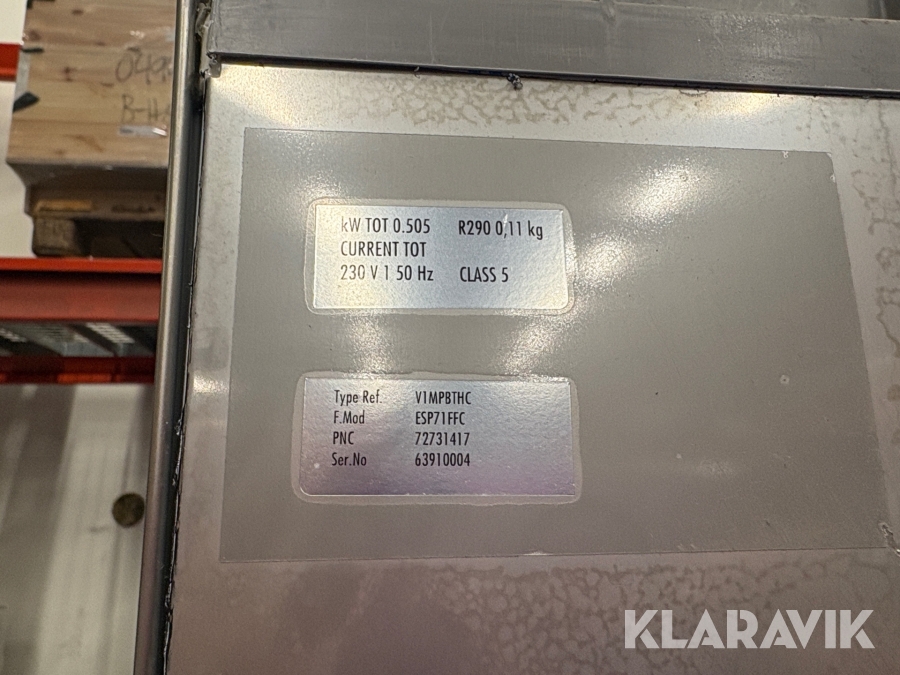 B-H
kW TOT 0.505 R290 0,11 kg
CURRENT TOT
230 V 1 50 Hz CLASS 5
Type Ref. V1MPBTHC
F.Mod ESP71FFC
PNC 72731417
Ser.No 63910004
KLARAVIK